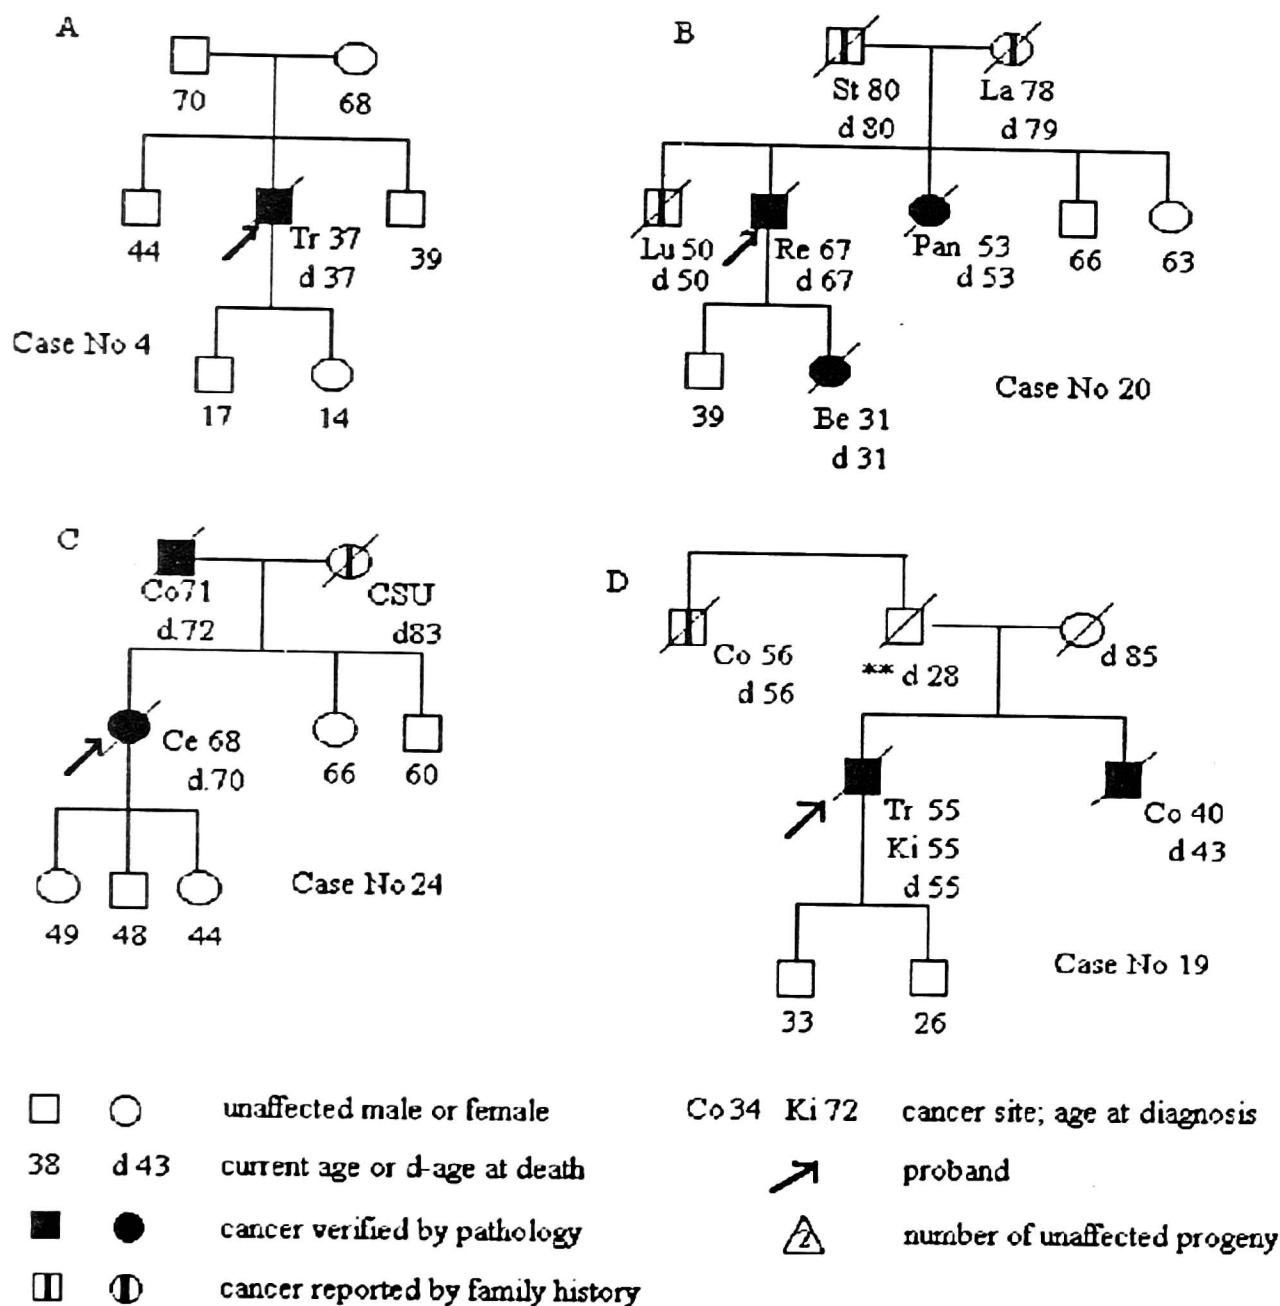 A
70
68
44
Tr 37
d 37
39
Case No 4
17
14
B
St 80
d 80
La 78
d 79
Lu 50
d 50
Re 67
d 67
Pan 53
d 53
66
63
39
Be 31
d 31
Case No 20
C
Co71
d.72
CSU
d83
Ce 68
d.70
66
60
49
48
44
Case No 24
D
Co 56
d 56
** d 28
d 85
Tr 55
Ki 55
d 55
Co 40
d 43
33
26
Case No 19
unaffected male or female
38 d 43 current age or d-age at death
cancer verified by pathology
cancer reported by family history
Co 34 Ki 72 cancer site; age at diagnosis
proband
2 number of unaffected progeny